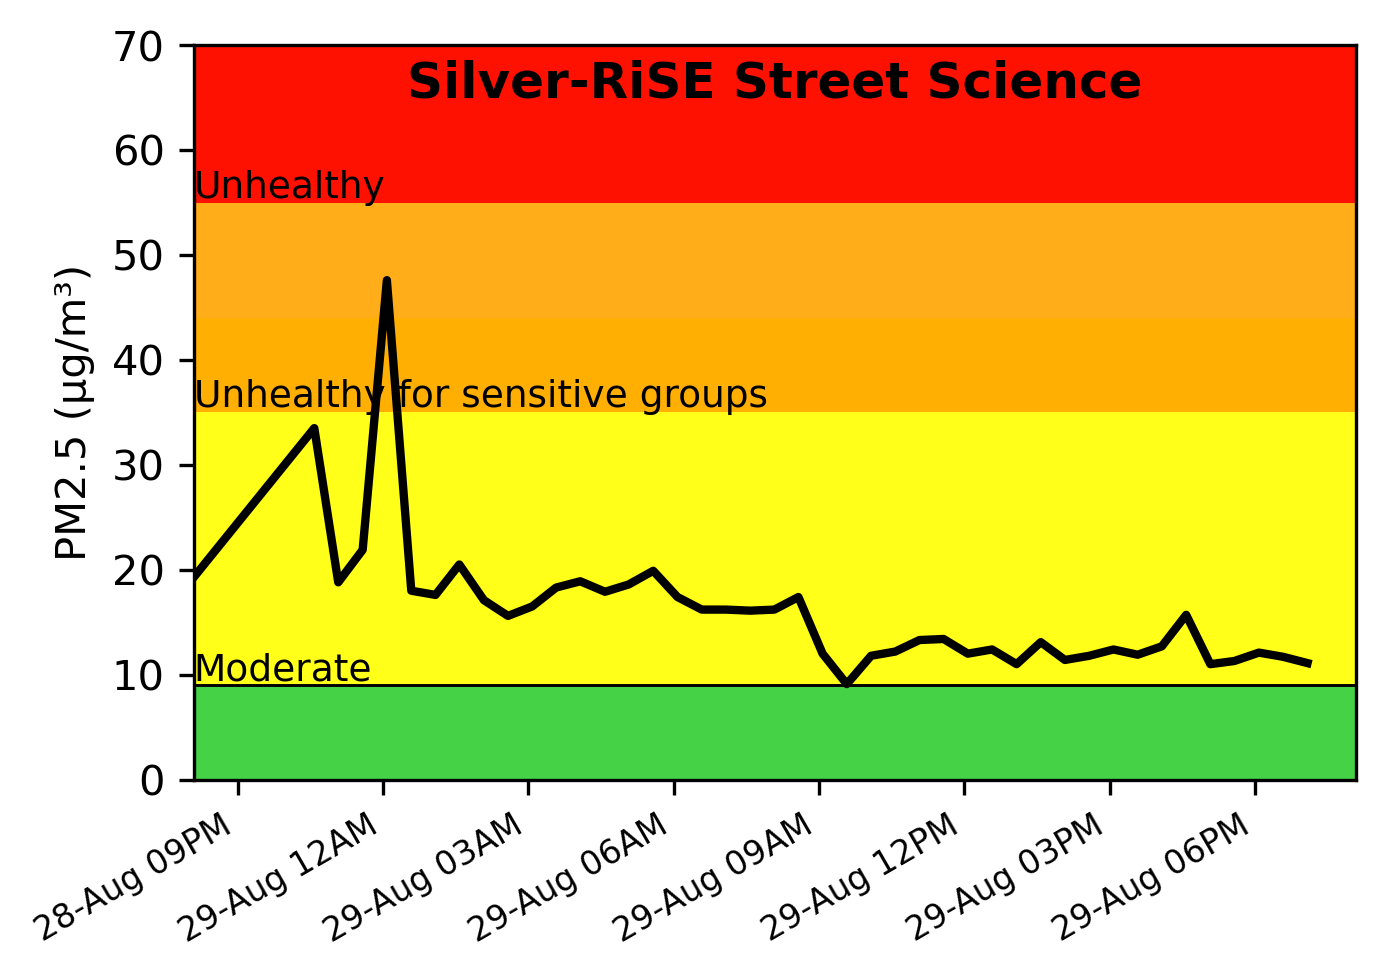 Silver-RiSE Street Science
70
60
Unhealthy
50
40
Unhealthy for sensitive groups
30
20
Moderate
10
0
PM2.5 (µg/m³)
28-Aug 09PM
29-Aug 12AM
29-Aug 03AM
29-Aug 06AM
29-Aug 09AM
29-Aug 12PM
29-Aug 03PM
29-Aug 06PM